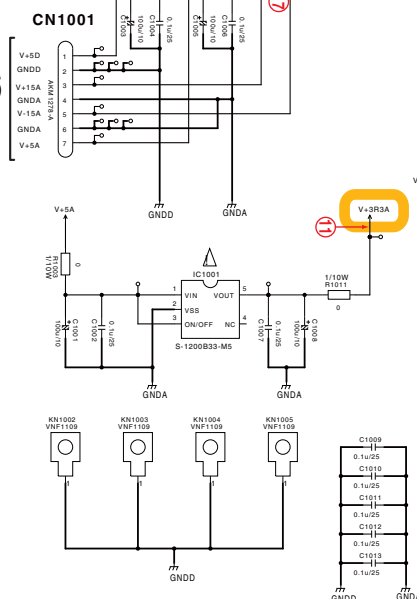 CN1001
C1003
100u/10
C1004
0.1u/25
C1005
100u/10
C1006
0.1u/25
7
V+5D
1
GNDD
2
V+15A
3
GNDA
4
V-15A
5
GNDA
6
V+5A
7
AKM1278-A
GNDD
GNDA
V+5A
V+3R3A
11
R1003
1/10W
0
IC1001
1
VIN
VOUT
5
2
VSS
3
ON/OFF
NC
4
S-1200B33-M5
1/10W
R1011
0
C1001
100u/10
C1002
0.1u/25
C1007
0.1u/25
C1008
100u/10
GNDA
GNDA
KN1002
VNF1109
1
KN1003
VNF1109
1
KN1004
VNF1109
1
KN1005
VNF1109
1
GNDD
C1009
0.1u/25
C1010
0.1u/25
C1011
0.1u/25
C1012
0.1u/25
C1013
0.1u/25
GNDD
GNDA